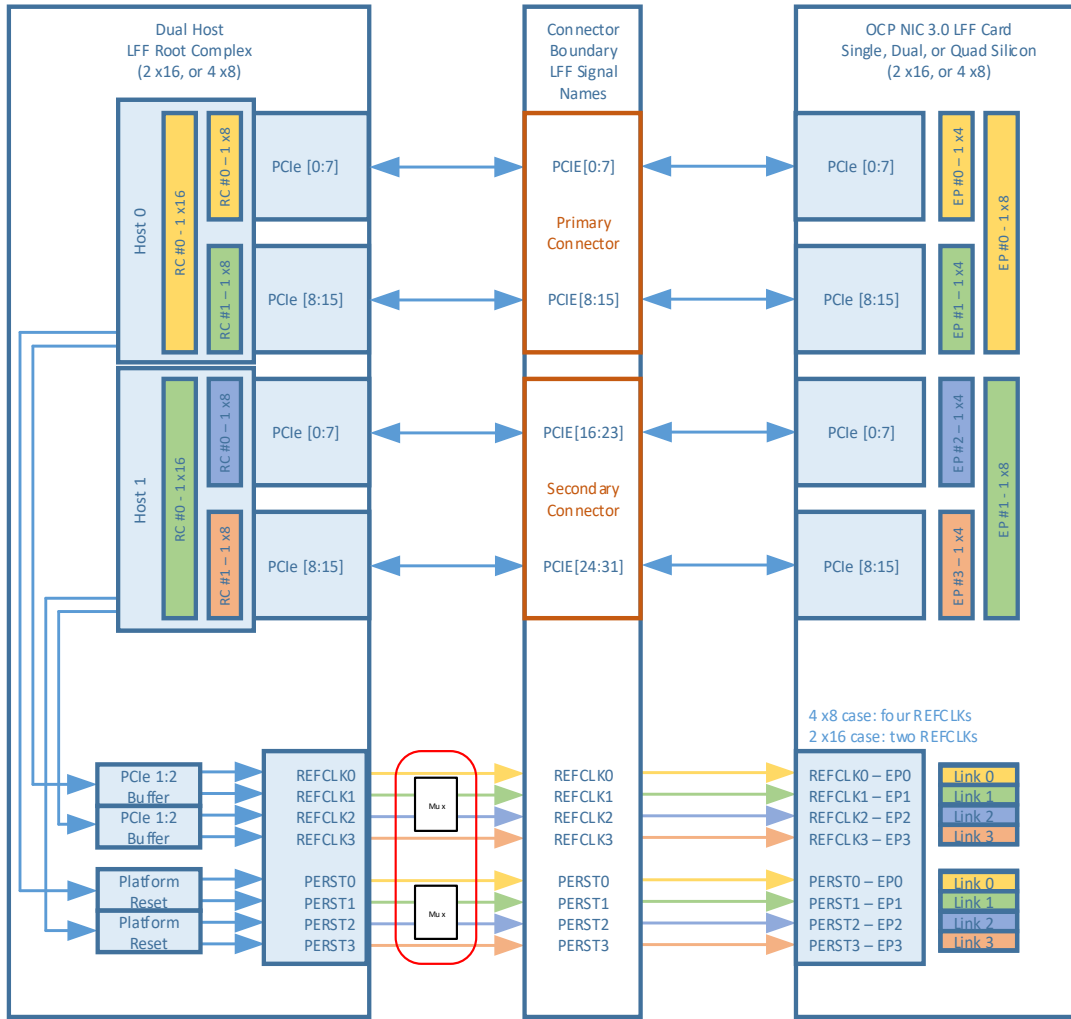 Dual Host
LFF Root Complex
(2 x16, or 4 x8)
Connector
Boundary
LFF Signal
Names
OCP NIC 3.0 LFF Card
Single, Dual, or Quad Silicon
(2 x16, or 4 x8)
Host 0
RC #0 - 1 x16
RC #0 – 1 x8
RC #1 – 1 x8
PCIe [0:7]
PCIe [8:15]
PCIE[0:7]
Primary
Connector
PCIE[8:15]
PCIe [0:7]
PCIe [8:15]
EP #0 – 1 x4
EP #1 – 1 x4
EP #0 - 1 x8
Host 1
RC #0 - 1 x16
RC #0 – 1 x8
RC #1 – 1 x8
PCIe [0:7]
PCIe [8:15]
PCIE[16:23]
Secondary
Connector
PCIE[24:31]
PCIe [0:7]
PCIe [8:15]
EP #2 – 1 x4
EP #3 – 1 x4
EP #1 - 1 x8
4 x8 case: four REFCLKs
2 x16 case: two REFCLKs
PCIe 1:2
Buffer
PCIe 1:2
Buffer
REFCLK0
REFCLK1
REFCLK2
REFCLK3
Mux
REFCLK0
REFCLK1
REFCLK2
REFCLK3
REFCLK0 – EP0
REFCLK1 – EP1
REFCLK2 – EP2
REFCLK3 – EP3
Link 0
Link 1
Link 2
Link 3
Platform
Reset
Platform
Reset
PERST0
PERST1
PERST2
PERST3
Mux
PERST0
PERST1
PERST2
PERST3
PERST0 – EP0
PERST1 – EP1
PERST2 – EP2
PERST3 – EP3
Link 0
Link 1
Link 2
Link 3